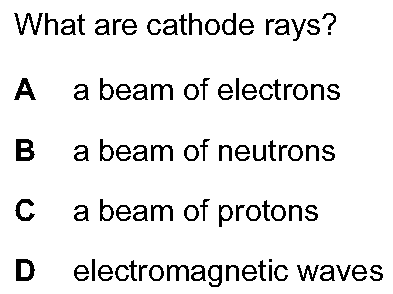 What are cathode rays?
A a beam of electrons
B a beam of neutrons
C a beam of protons
D electromagnetic waves